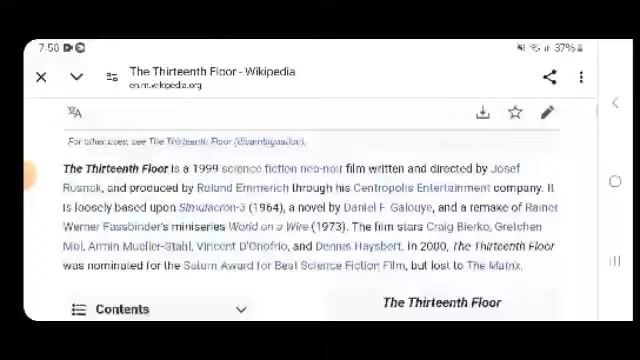 7:58
37%
The Thirteenth Floor - Wikipedia
en.m.wikipedia.org
For other uses, see The Thirteenth Floor (disambiguation).
The Thirteenth Floor is a 1999 science fiction neo-noir film written and directed by Josef
Rusnak, and produced by Roland Emmerich through his Centropolis Entertainment company. It
is loosely based upon Simulacron-3 (1964), a novel by Daniel F. Galouye, and a remake of Rainer
Werner Fassbinder's miniseries World on a Wire (1973). The film stars Craig Bierko, Gretchen
Mol, Armin Mueller-Stahl, Vincent D'Onofrio, and Dennis Haysbert. In 2000, The Thirteenth Floor
was nominated for the Saturn Award for Best Science Fiction Film, but lost to The Matrix.
Contents
The Thirteenth Floor